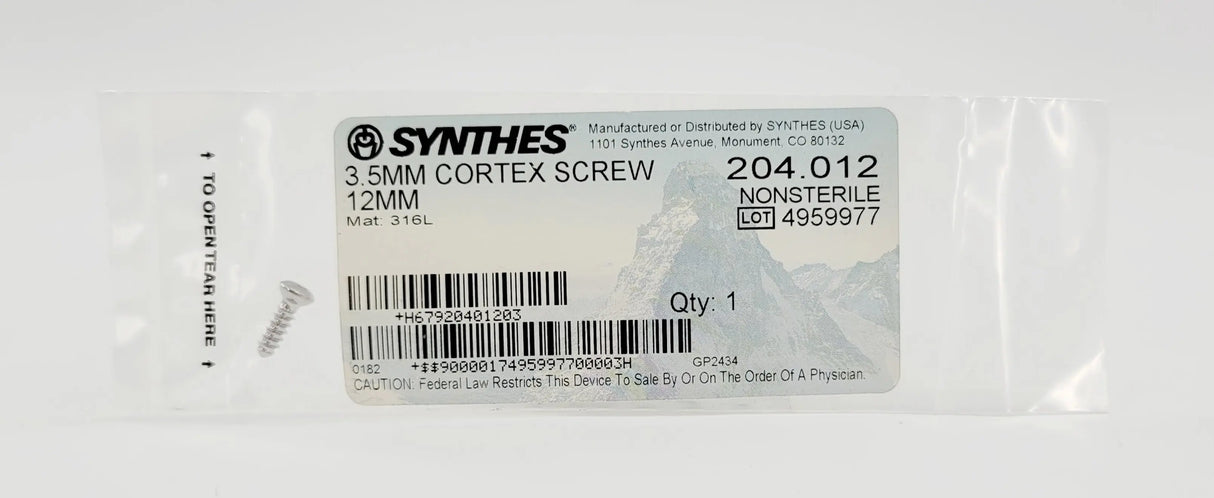 ↑ TO OPEN TEAR HERE ↑
SYNTHES®
Manufactured or Distributed by SYNTHES (USA)
1101 Synthes Avenue, Monument, CO 80132
3.5MM CORTEX SCREW
12MM
Mat: 316L
204.012
NONSTERILE
LOT 4959977
Qty: 1
+H67920401203
0182 +$$9000017495997700003H GP2434
CAUTION: Federal Law Restricts This Device To Sale By Or On The Order Of A Physician.